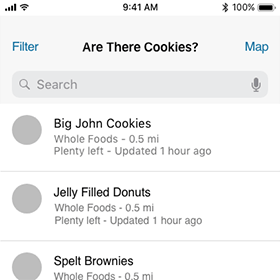 9:41 AM
100%
Filter
Are There Cookies?
Map
Search
Big John Cookies
Whole Foods - 0.5 mi
Plenty left - Updated 1 hour ago
Jelly Filled Donuts
Whole Foods - 0.5 mi
Plenty left - Updated 1 hour ago
Spelt Brownies
Whole Foods - 0.5 mi